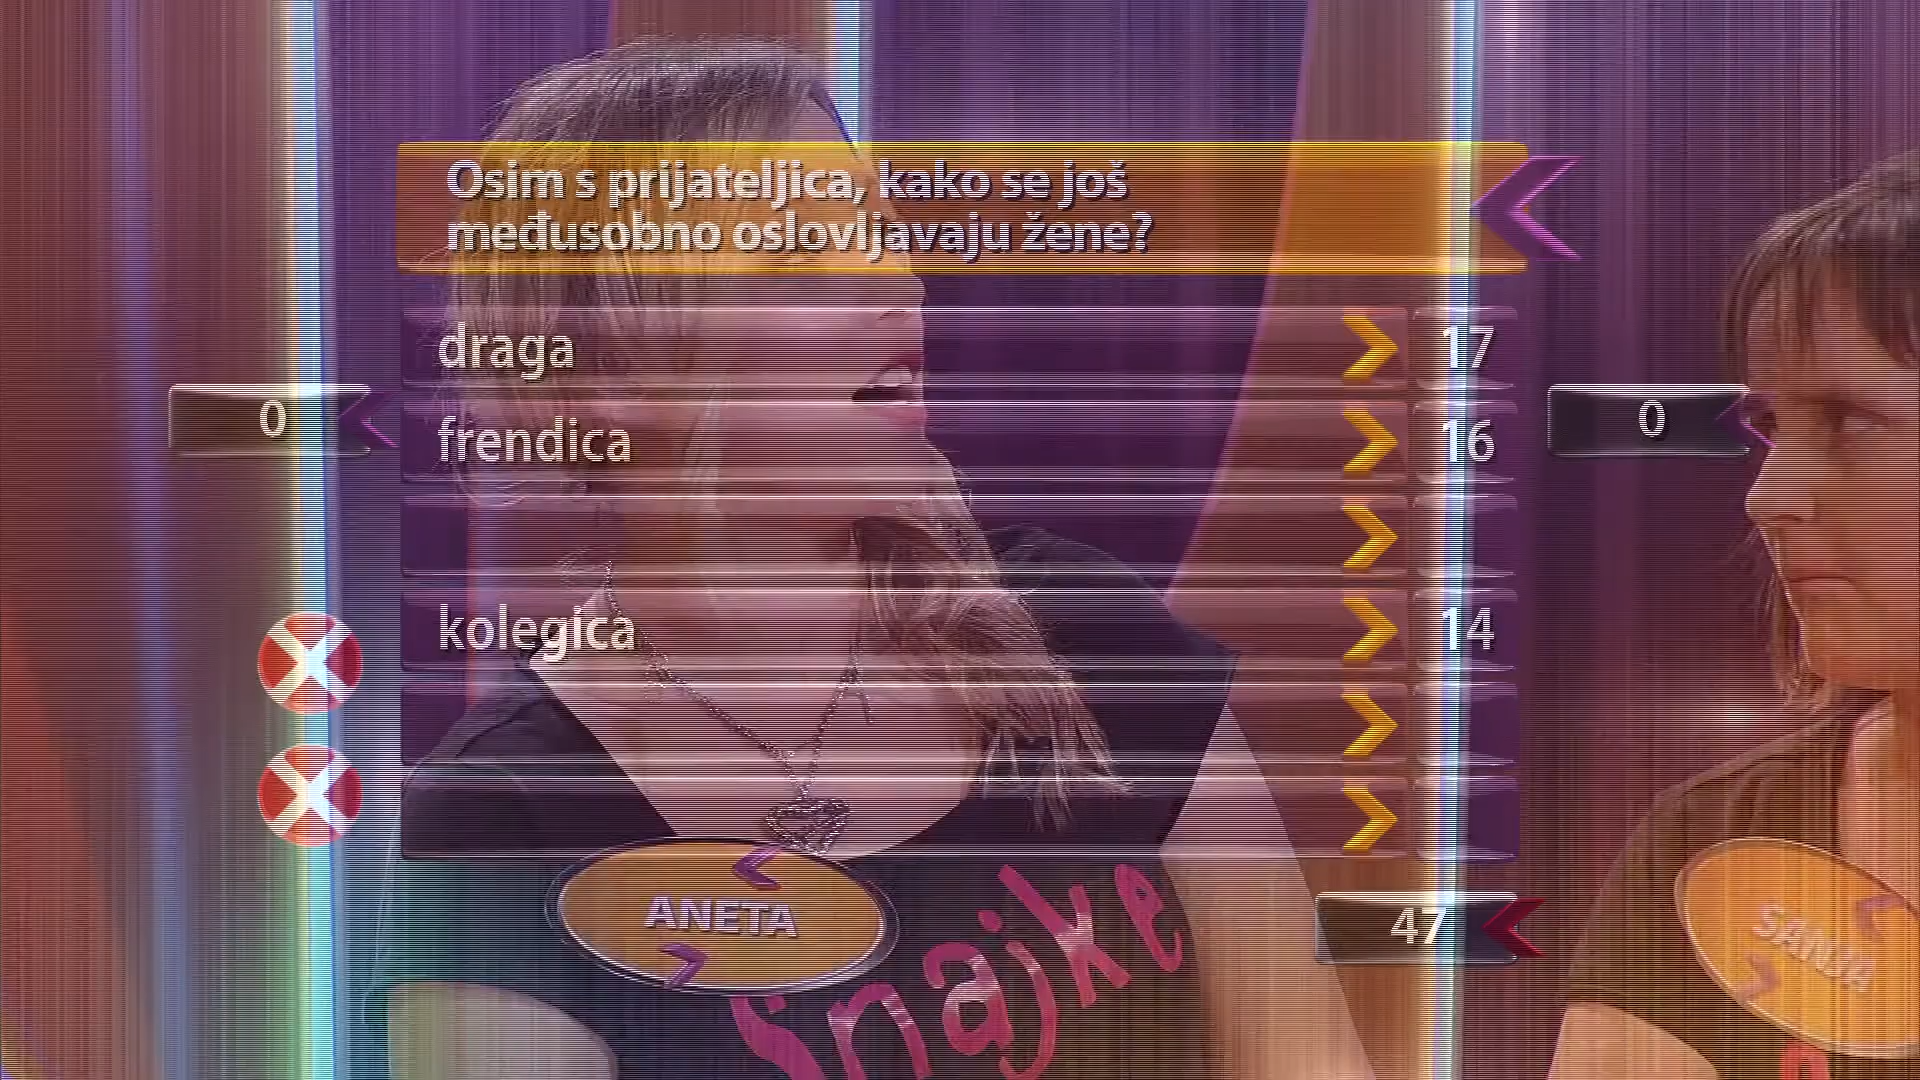 Osim s prijateljica, kako se još
međusobno oslovljavaju žene?
draga 17
frendica 16
kolegica 14
0
0
47
ANETA
Snajke
SANJA